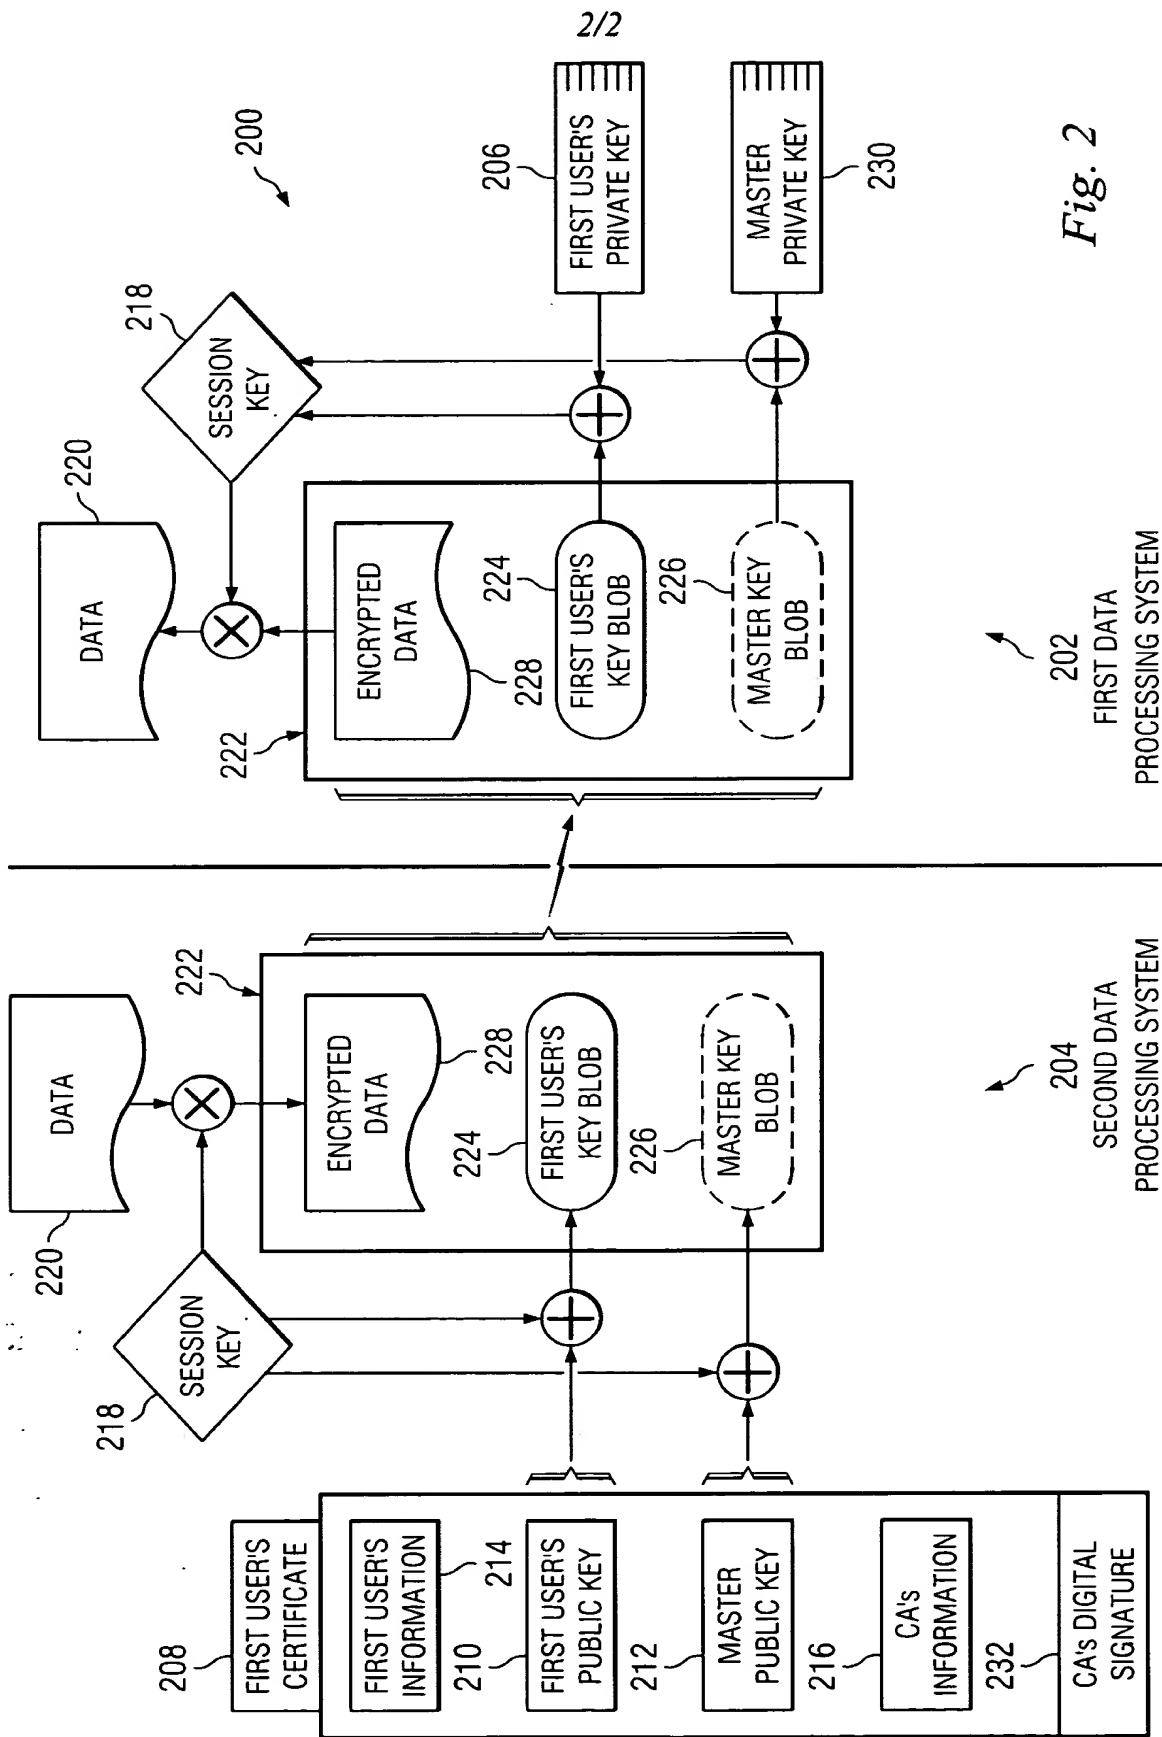 2/2
208
FIRST USER'S
CERTIFICATE
FIRST USER'S
INFORMATION
214
210
FIRST USER'S
PUBLIC KEY
212
MASTER
PUBLIC KEY
216
CA's
INFORMATION
232
CA's DIGITAL
SIGNATURE
218
SESSION
KEY
220
DATA
222
ENCRYPTED
DATA
228
224
FIRST USER'S
KEY BLOB
226
MASTER KEY
BLOB
204
SECOND DATA
PROCESSING SYSTEM
220
DATA
218
SESSION
KEY
200
222
ENCRYPTED
DATA
228
224
FIRST USER'S
KEY BLOB
226
MASTER KEY
BLOB
206
FIRST USER'S
PRIVATE KEY
MASTER
PRIVATE KEY
230
202
FIRST DATA
PROCESSING SYSTEM
Fig. 2